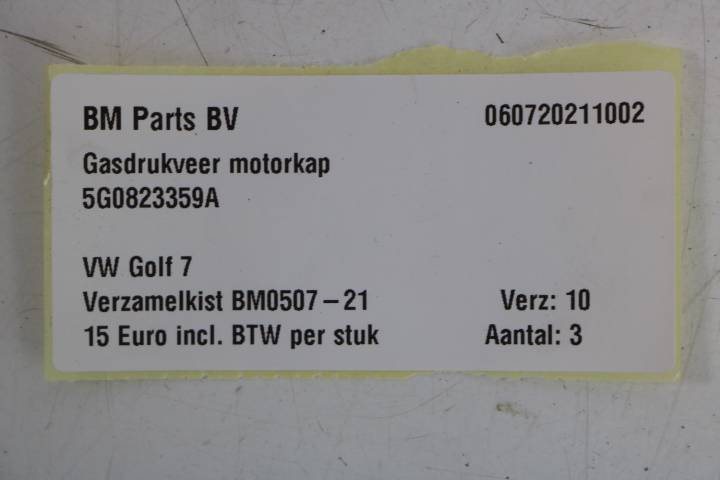 BM Parts BV 060720211002
Gasdrukveer motorkap
5G0823359A
VW Golf 7
Verzamelkist BM0507-21 Verz: 10
15 Euro incl. BTW per stuk Aantal: 3